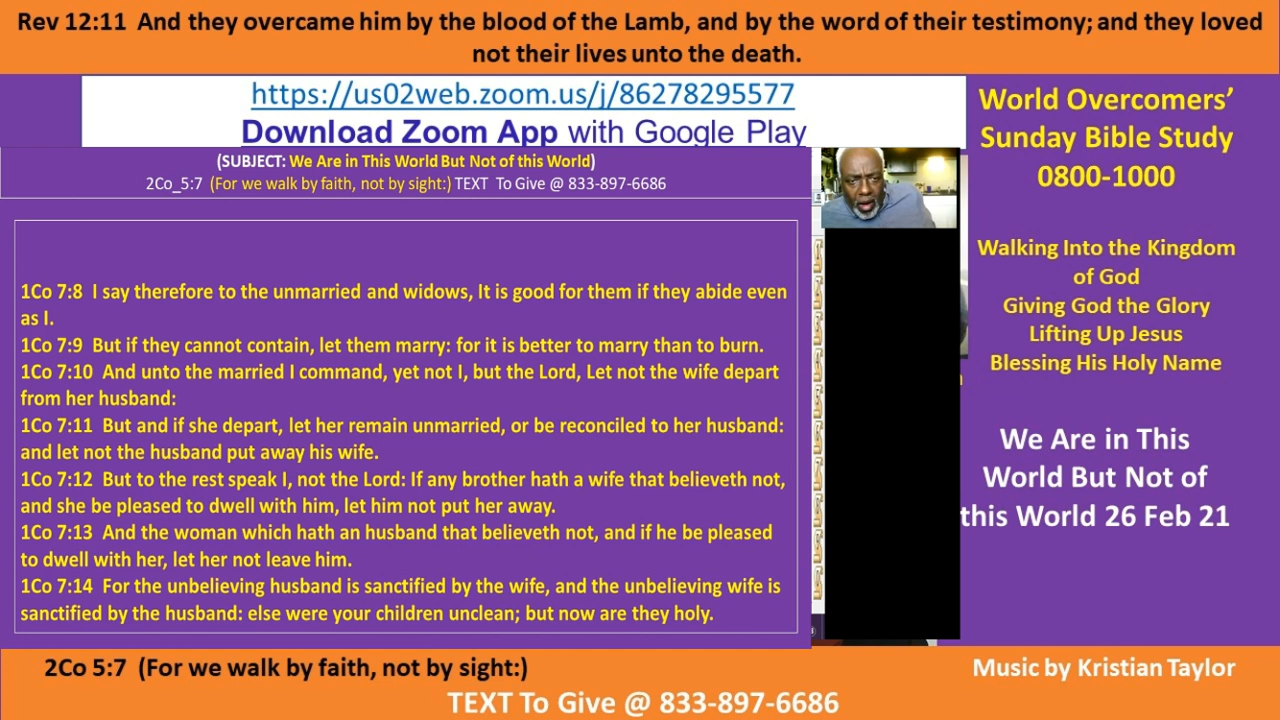 Rev 12:11 And they overcame him by the blood of the Lamb, and by the word of their testimony; and they loved
not their lives unto the death.
https://us02web.zoom.us/j/86278295577
Download Zoom App with Google Play
(SUBJECT: We Are in This World But Not of this World)
2Co_5:7 (For we walk by faith, not by sight:) TEXT To Give @ 833-897-6686
1Co 7:8 I say therefore to the unmarried and widows, It is good for them if they abide even
as I.
1Co 7:9 But if they cannot contain, let them marry: for it is better to marry than to burn.
1Co 7:10 And unto the married I command, yet not I, but the Lord, Let not the wife depart
from her husband:
1Co 7:11 But and if she depart, let her remain unmarried, or be reconciled to her husband:
and let not the husband put away his wife.
1Co 7:12 But to the rest speak I, not the Lord: If any brother hath a wife that believeth not,
and she be pleased to dwell with him, let him not put her away.
1Co 7:13 And the woman which hath an husband that believeth not, and if he be pleased
to dwell with her, let her not leave him.
1Co 7:14 For the unbelieving husband is sanctified by the wife, and the unbelieving wife is
sanctified by the husband: else were your children unclean; but now are they holy.
World Overcomers’
Sunday Bible Study
0800-1000
Walking Into the Kingdom
of God
Giving God the Glory
Lifting Up Jesus
Blessing His Holy Name
We Are in This
World But Not of
this World 26 Feb 21
2Co 5:7 (For we walk by faith, not by sight:)
Music by Kristian Taylor
TEXT To Give @ 833-897-6686